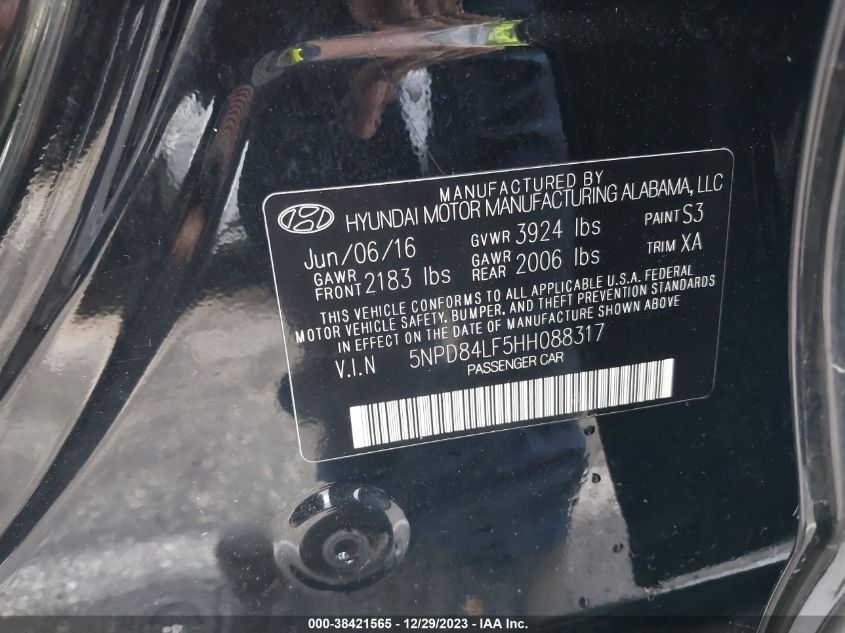 MANUFACTURED BY
HYUNDAI MOTOR MANUFACTURING ALABAMA, LLC
Jun/06/16 GVWR 3924 lbs PAINT S3
GAWR FRONT 2183 lbs GAWR REAR 2006 lbs TRIM XA
THIS VEHICLE CONFORMS TO ALL APPLICABLE U.S.A. FEDERAL
MOTOR VEHICLE SAFETY, BUMPER, AND THEFT PREVENTION STANDARDS
IN EFFECT ON THE DATE OF MANUFACTURE SHOWN ABOVE
V.I.N 5NPD84LF5HH088317
PASSENGER CAR
000-38421565 - 12/29/2023 - IAA Inc.